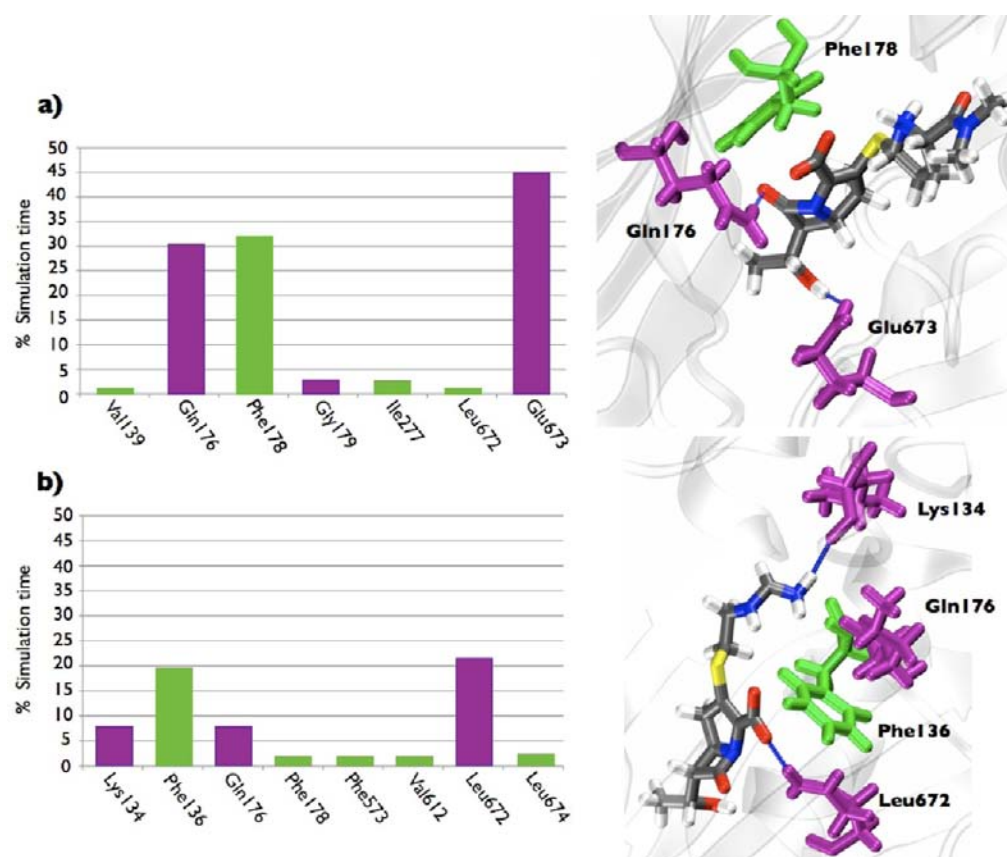 a)
% Simulation time
50
45
40
35
30
25
20
15
10
5
0
Val139
Gln176
Phe178
Gly179
Ile277
Leu672
Glu673
Phe178
Gln176
Glu673
b)
% Simulation time
50
45
40
35
30
25
20
15
10
5
0
Lys134
Phe136
Gln176
Phe178
Phe573
Val612
Leu672
Leu674
Lys134
Gln176
Phe136
Leu672